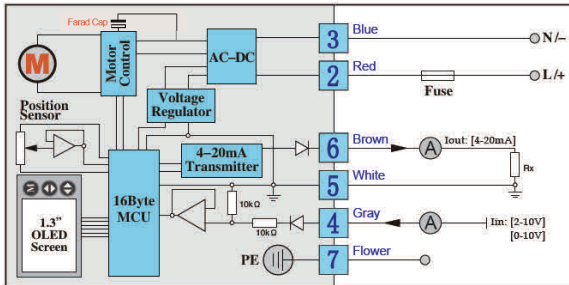 Farad Cap
M
Motor
Control
AC-DC
3
Blue
N/-
2
Red
L/+
Fuse
Voltage
Regulator
Position
Sensor
4-20mA
Transmitter
6
Brown
A
Iout: [4-20mA]
Rx
5
White
16Byte
MCU
10kΩ
10kΩ
4
Gray
A
Iin: [2-10V]
[0-10V]
M
1.3"
OLED
Screen
PE
7
Flower